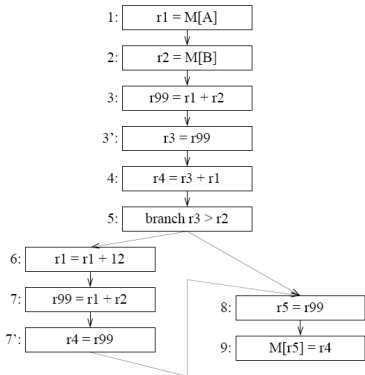 1: r1 = M[A]
2: r2 = M[B]
3: r99 = r1 + r2
3’: r3 = r99
4: r4 = r3 + r1
5: branch r3 > r2
6: r1 = r1 + 12
7: r99 = r1 + r2
7’: r4 = r99
8: r5 = r99
9: M[r5] = r4